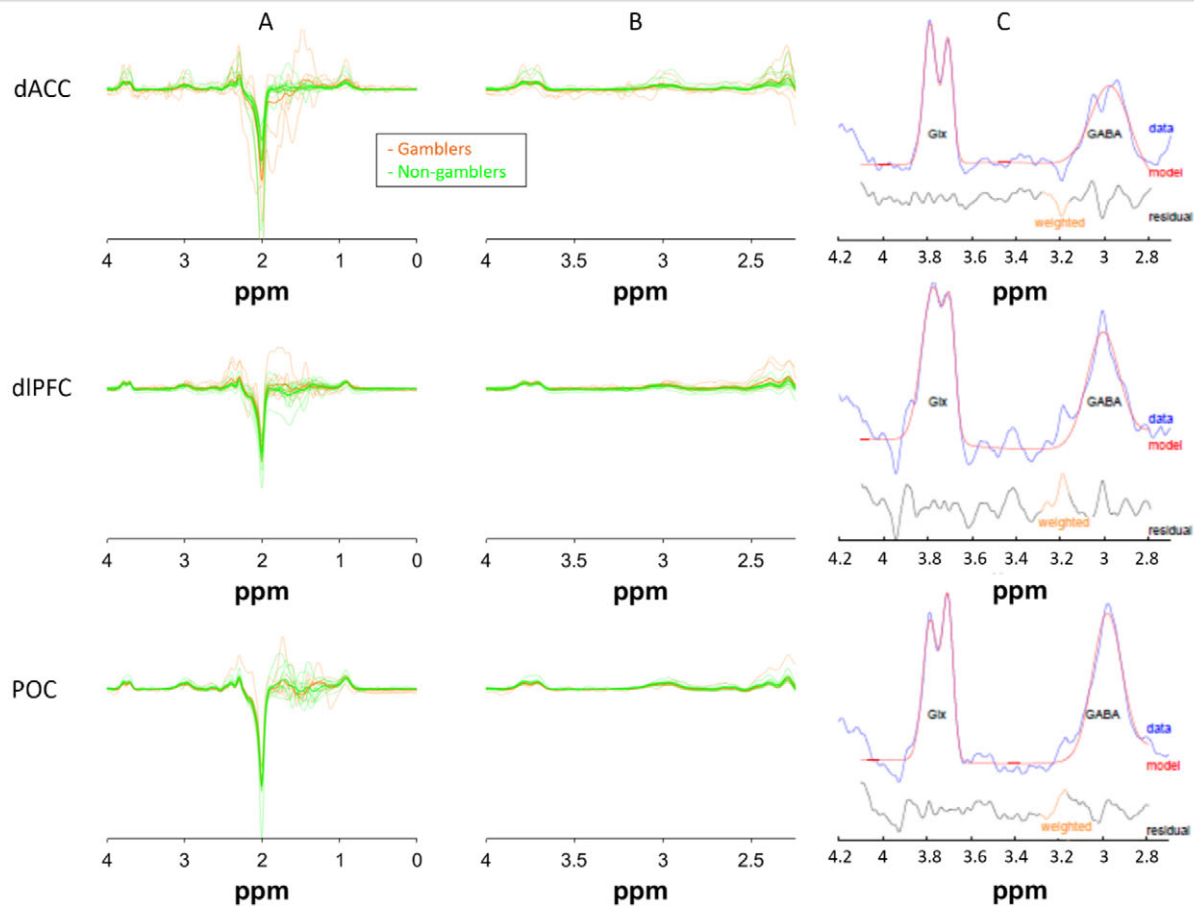 A B C
dACC
- Gamblers
- Non-gamblers
Glx
GABA
data
model
weighted
residual
4 3 2 1 0
ppm
4 3.5 3 2.5
ppm
4.2 4 3.8 3.6 3.4 3.2 3 2.8
ppm
dlPFC
Glx
GABA
data
model
weighted
residual
4 3 2 1 0
ppm
4 3.5 3 2.5
ppm
4.2 4 3.8 3.6 3.4 3.2 3 2.8
ppm
POC
Glx
GABA
data
model
weighted
residual
4 3 2 1 0
ppm
4 3.5 3 2.5
ppm
4.2 4 3.8 3.6 3.4 3.2 3 2.8
ppm